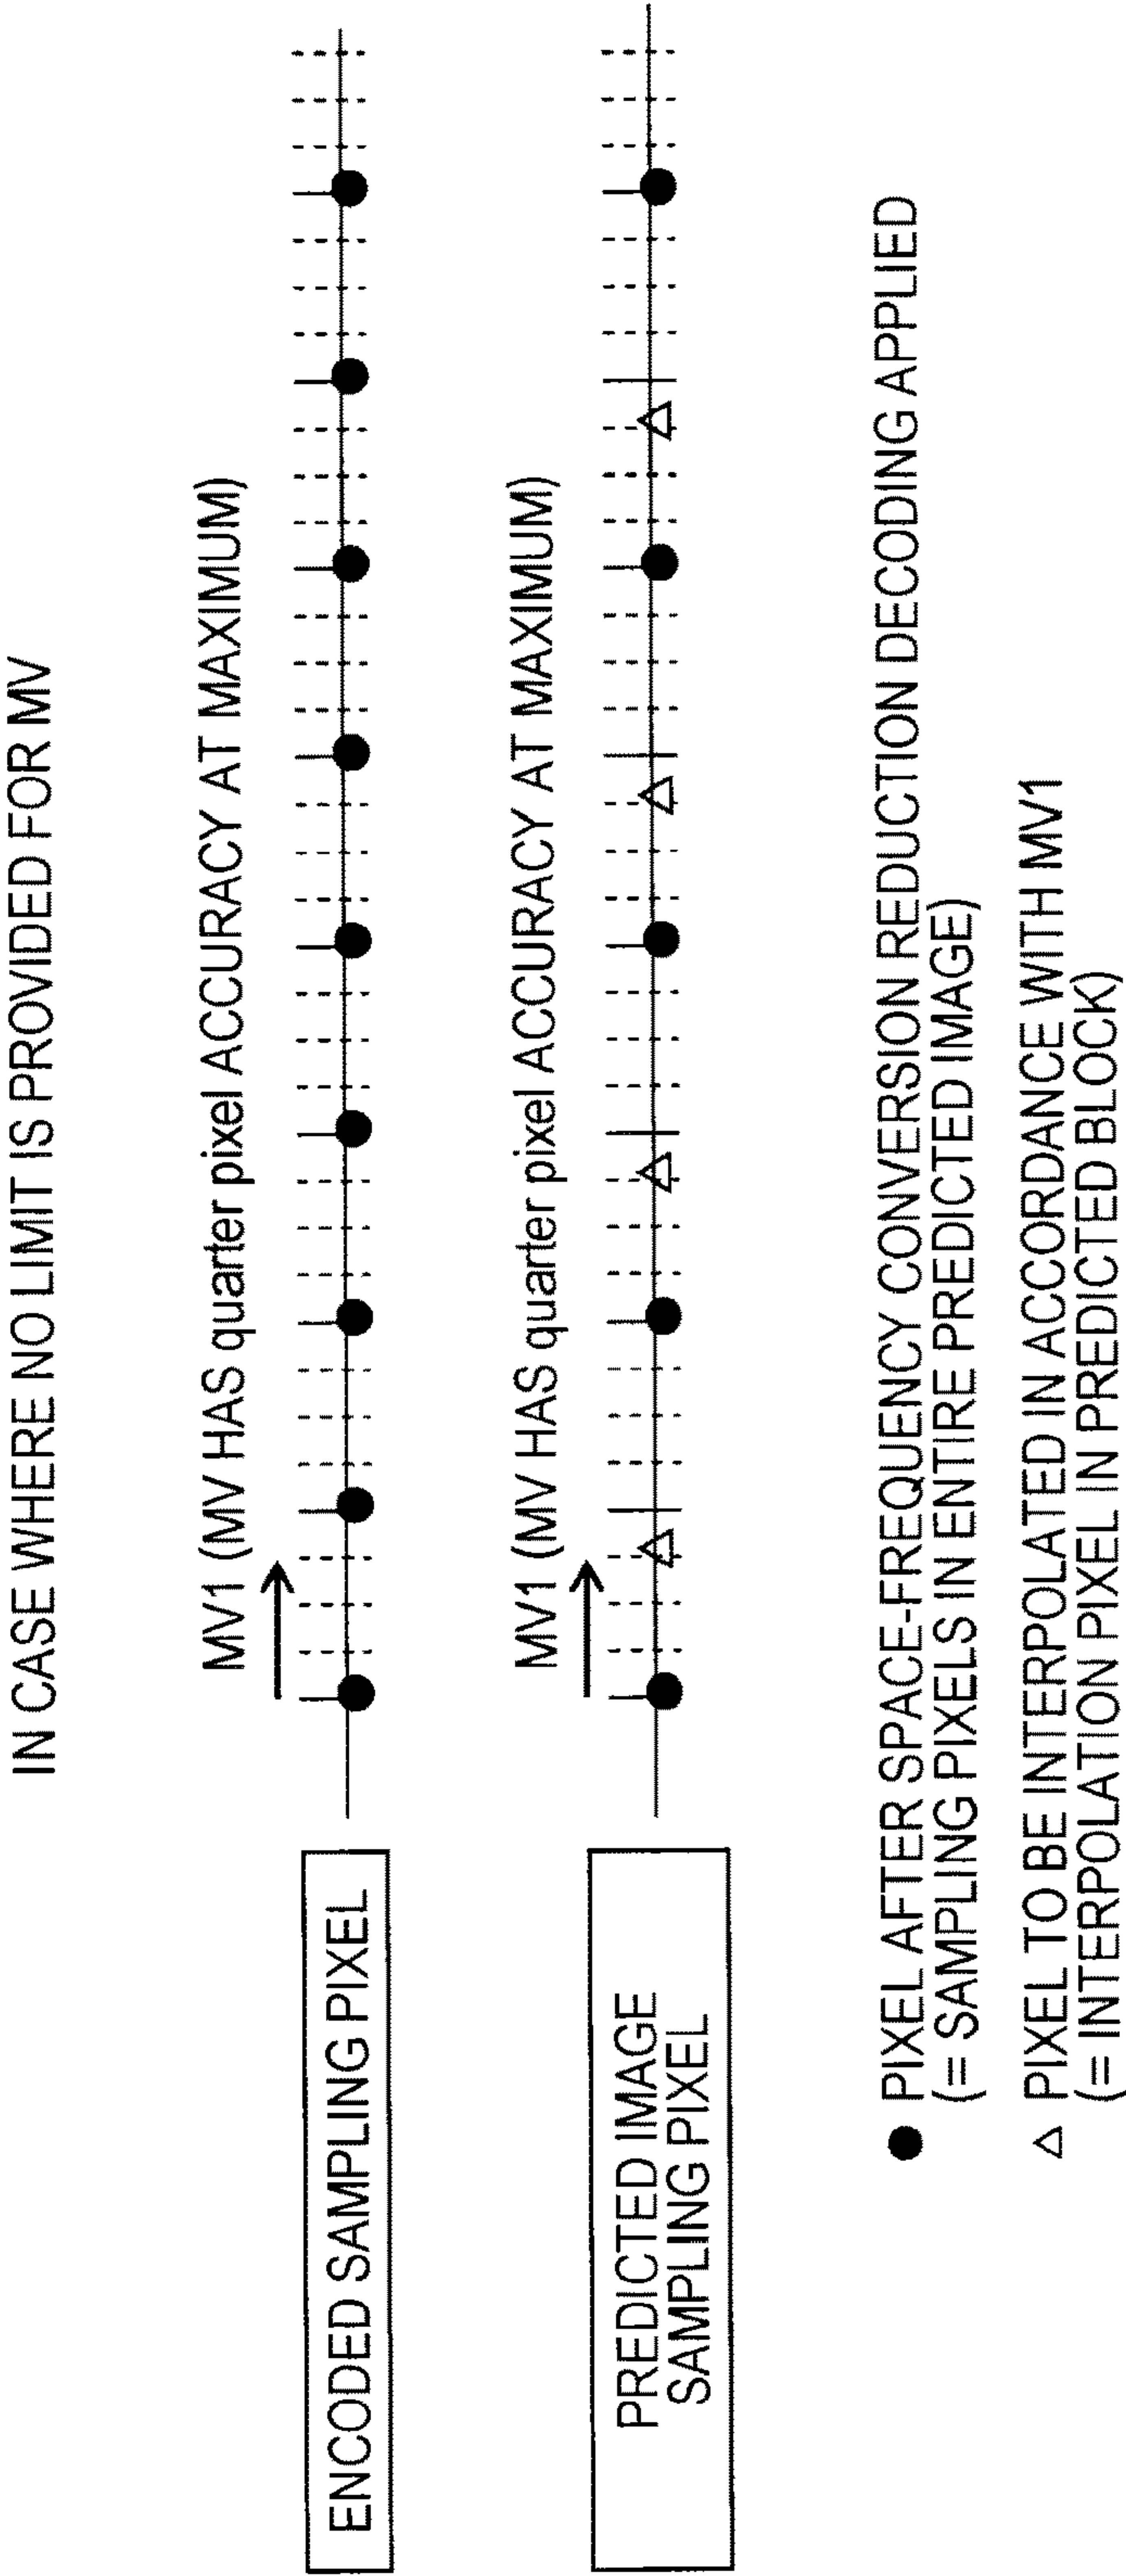 IN CASE WHERE NO LIMIT IS PROVIDED FOR MV
MV1 (MV HAS quarter pixel ACCURACY AT MAXIMUM)
ENCODED SAMPLING PIXEL
MV1 (MV HAS quarter pixel ACCURACY AT MAXIMUM)
PREDICTED IMAGE
SAMPLING PIXEL
● PIXEL AFTER SPACE-FREQUENCY CONVERSION REDUCTION DECODING APPLIED
(= SAMPLING PIXELS IN ENTIRE PREDICTED IMAGE)
△ PIXEL TO BE INTERPOLATED IN ACCORDANCE WITH MV1
(= INTERPOLATION PIXEL IN PREDICTED BLOCK)